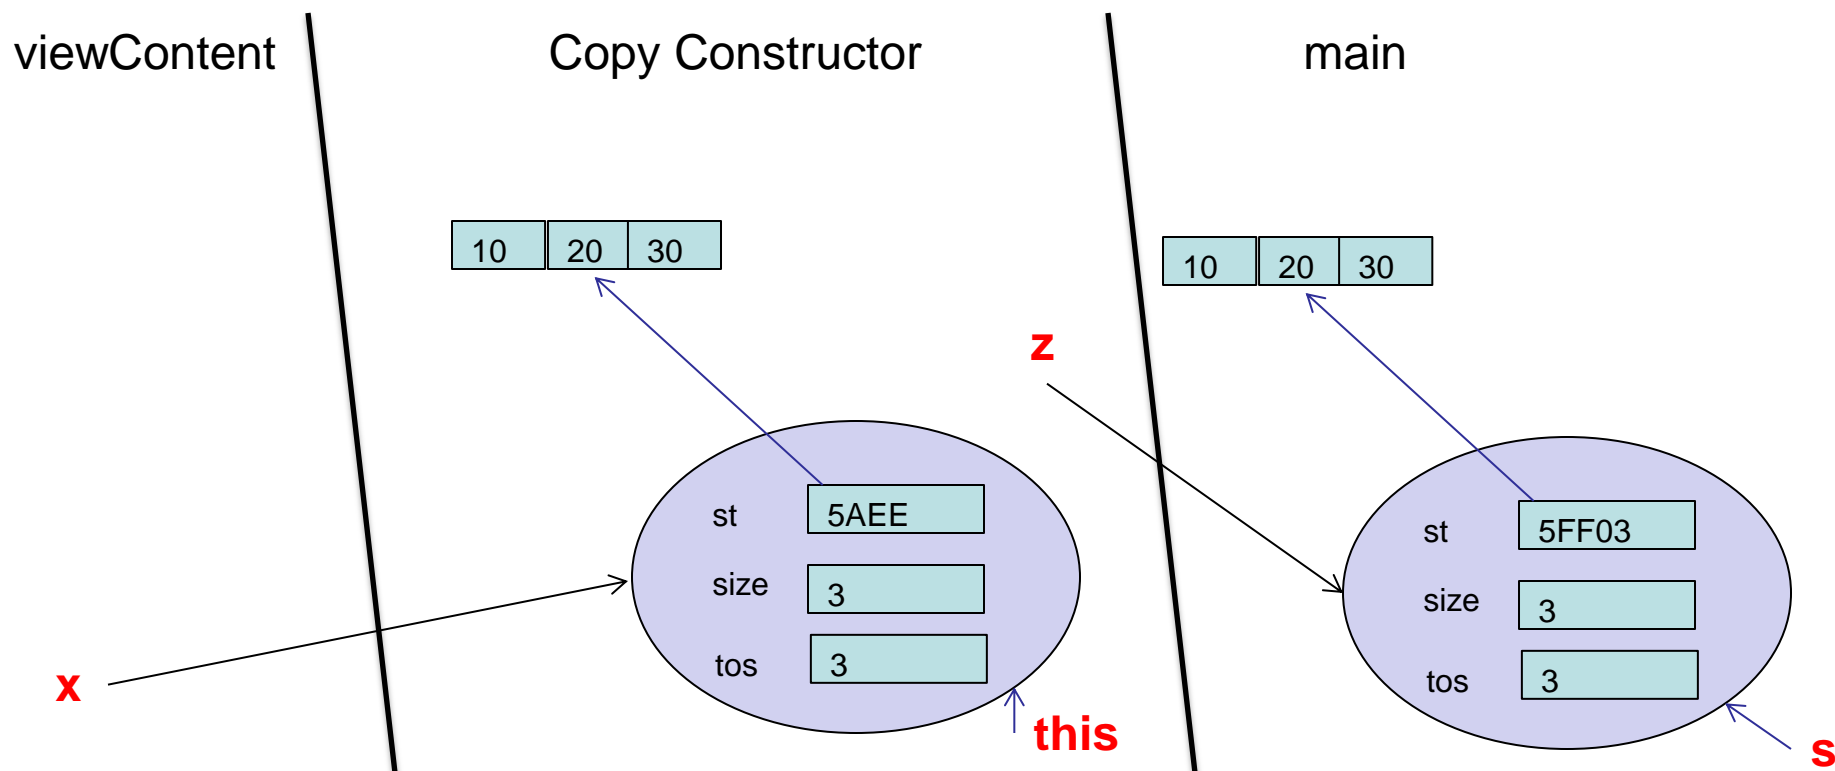 viewContent
Copy Constructor
main
10 20 30
10 20 30
z
st 5AEE
size 3
tos 3
st 5FF03
size 3
tos 3
x
this
s